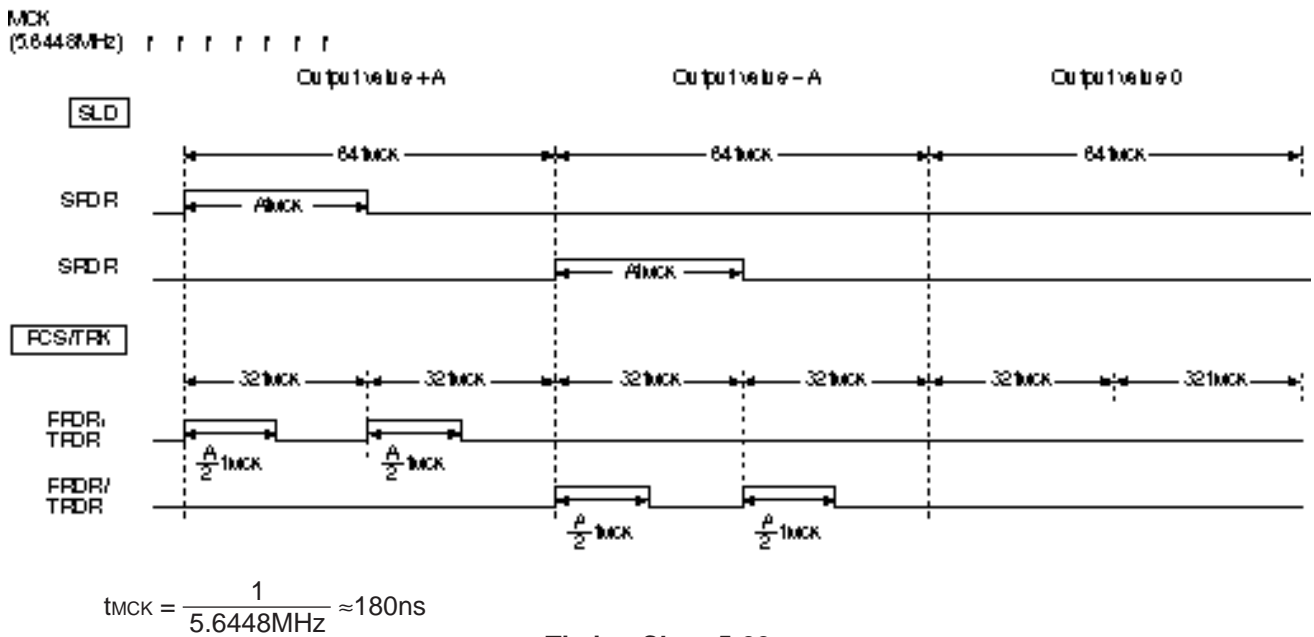 MCK
(5.6448MHz)
Output value +A
Output value –A
Output value 0
SLD
64tMCK
64tMCK
64tMCK
SFDR
AtMCK
SRDR
AtMCK
FCS/TRK
32tMCK
32tMCK
32tMCK
32tMCK
32tMCK
32tMCK
FFDR/
TFDR
A/2 tMCK
A/2 tMCK
FRDR/
TRDR
A/2 tMCK
A/2 tMCK
tMCK = 1/5.6448MHz ≈180ns